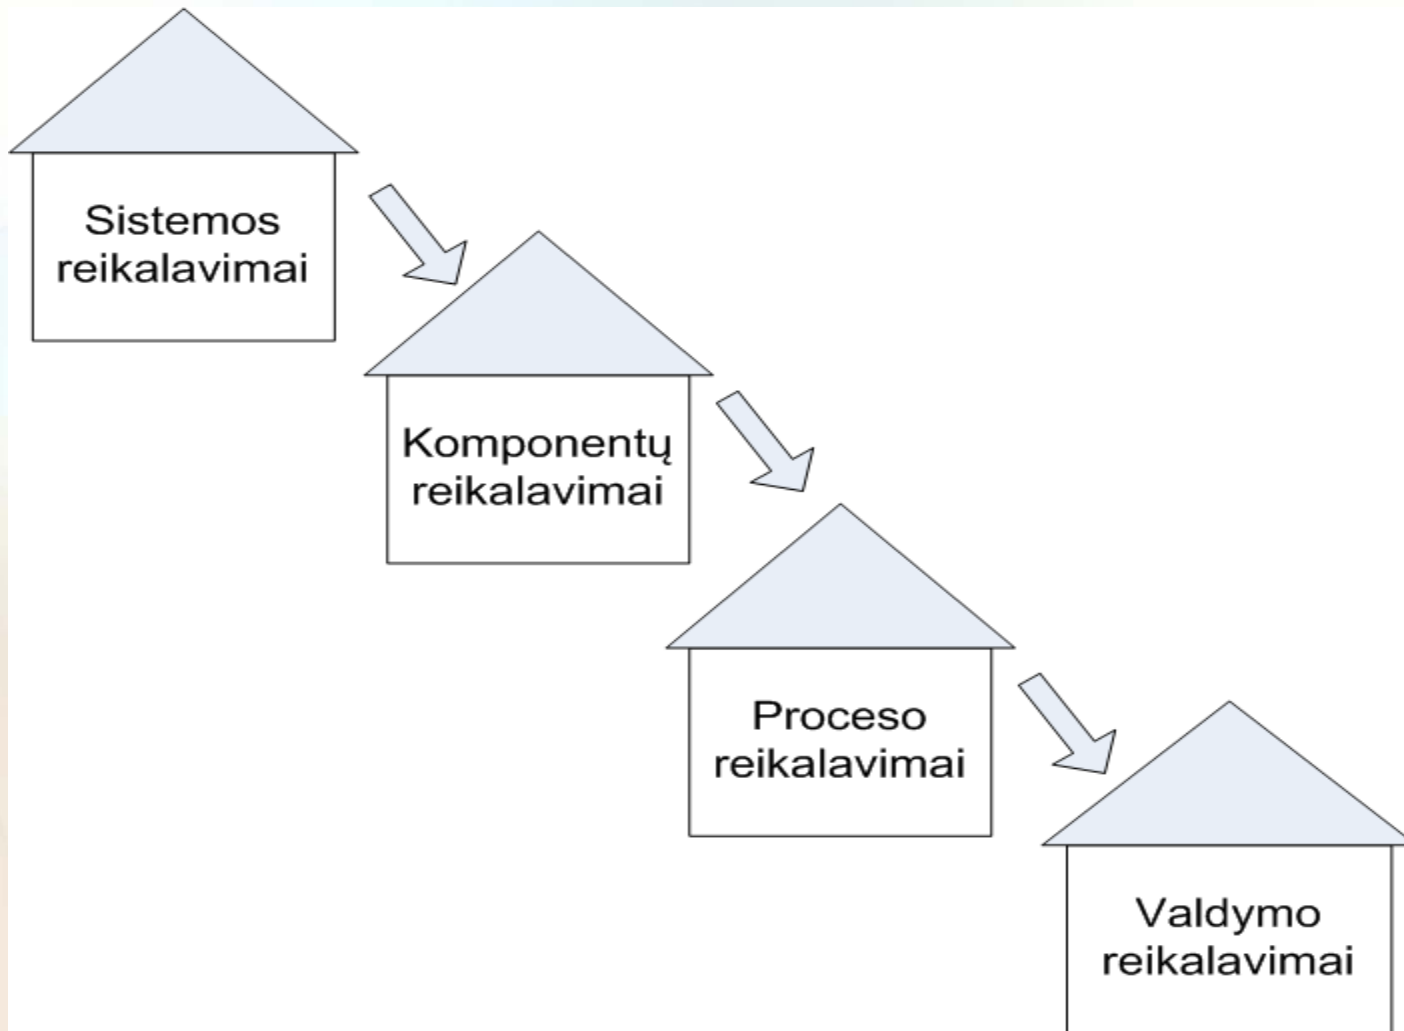 Sistemos
reikalavimai
Komponentų
reikalavimai
Proceso
reikalavimai
Valdymo
reikalavimai